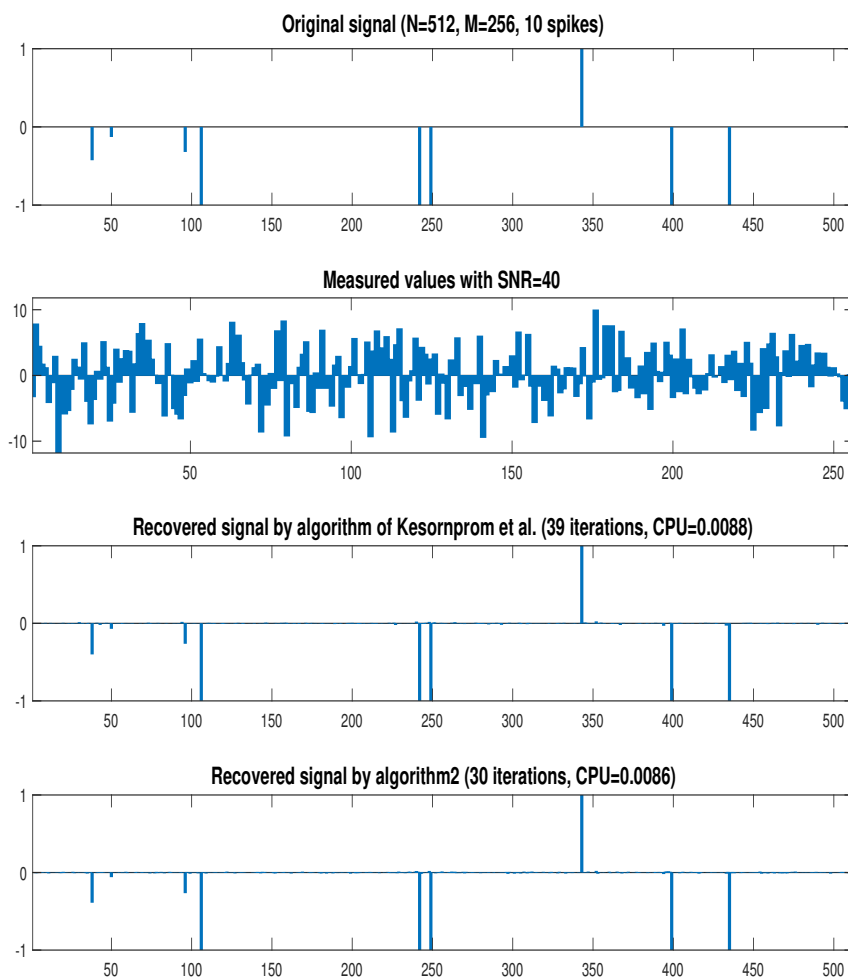 Original signal (N=512, M=256, 10 spikes)
1
0
-1
50 100 150 200 250 300 350 400 450 500
Measured values with SNR=40
10
0
-10
50 100 150 200 250
Recovered signal by algorithm of Kesornprom et al. (39 iterations, CPU=0.0088)
1
0
-1
50 100 150 200 250 300 350 400 450 500
Recovered signal by algorithm2 (30 iterations, CPU=0.0086)
1
0
-1
50 100 150 200 250 300 350 400 450 500